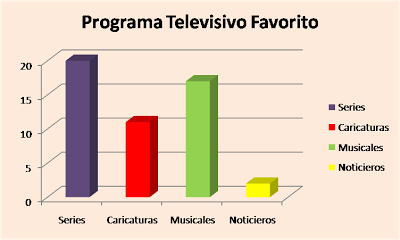 Programa Televisivo Favorito
20
15
10
5
0
Series
Caricaturas
Musicales
Noticieros
Series Caricaturas Musicales Noticieros